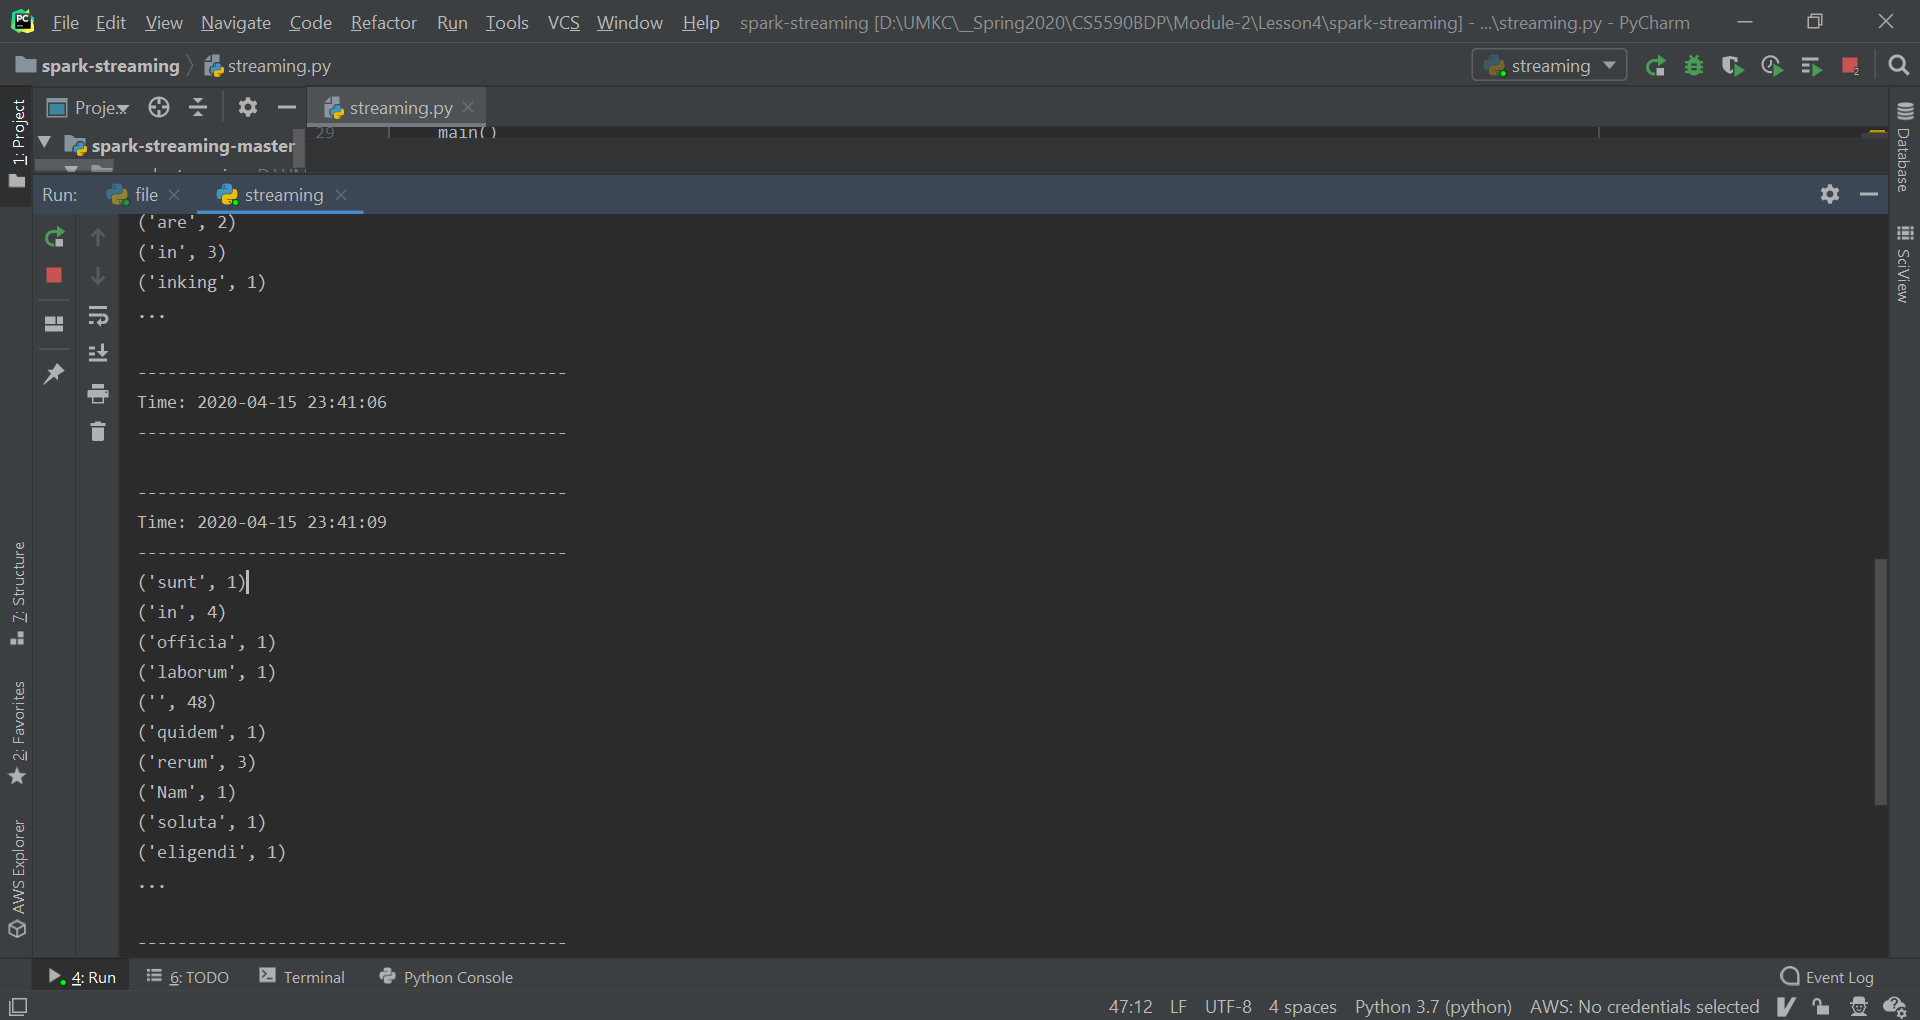 PC File Edit View Navigate Code Refactor Run Tools VCS Window Help spark-streaming [D:\UMKC\__Spring2020\CS5590BDP\Module-2\Lesson4\spark-streaming] - ...\streaming.py - PyCharm
spark-streaming streaming.py streaming 2
1: Project
Proje...
streaming.py
29 main()
spark-streaming-master
Database
SciView
Run: file streaming
('are', 2)
('in', 3)
('inking', 1)
...
-------------------------------------------
Time: 2020-04-15 23:41:06
-------------------------------------------
-------------------------------------------
Time: 2020-04-15 23:41:09
-------------------------------------------
('sunt', 1)
('in', 4)
('officia', 1)
('laborum', 1)
('', 48)
('quidem', 1)
('rerum', 3)
('Nam', 1)
('soluta', 1)
('eligendi', 1)
...
-------------------------------------------
7: Structure
2: Favorites
AWS Explorer
4: Run 6: TODO Terminal Python Console Event Log
47:12 LF UTF-8 4 spaces Python 3.7 (python) AWS: No credentials selected